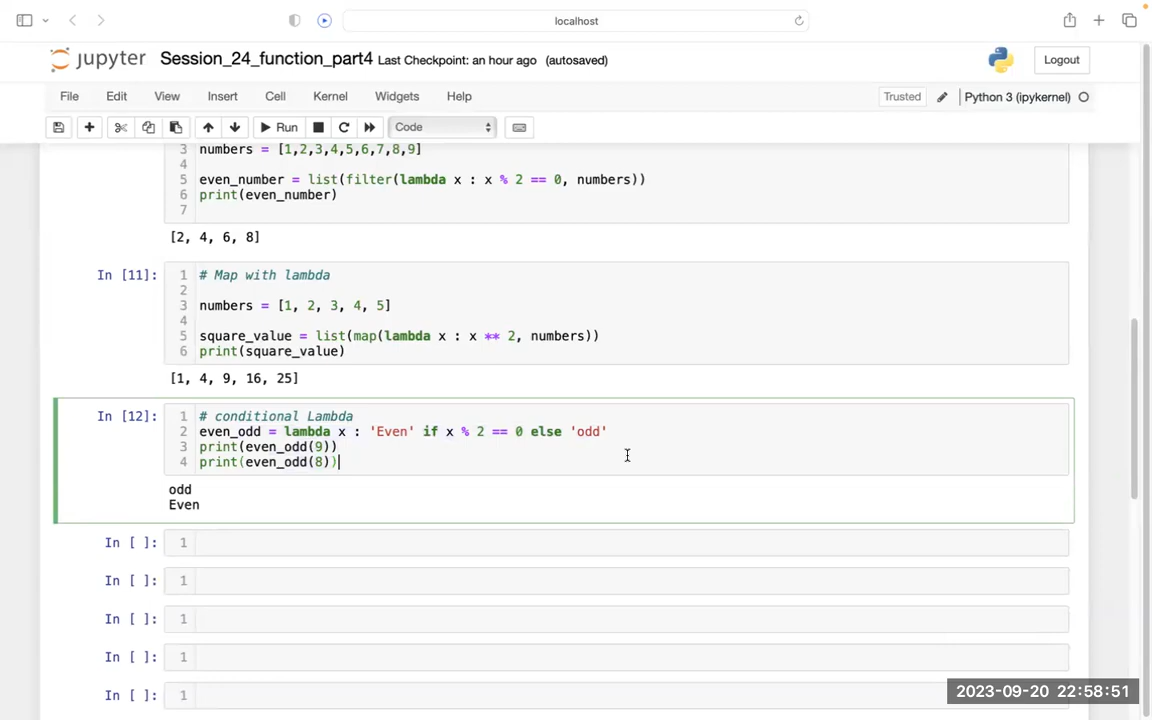 localhost
jupyter Session_24_function_part4 Last Checkpoint: an hour ago (autosaved)
Logout
File Edit View Insert Cell Kernel Widgets Help
Trusted Python 3 (ipykernel)
Run Code
3 numbers = [1,2,3,4,5,6,7,8,9]
4
5 even_number = list(filter(lambda x : x % 2 == 0, numbers))
6 print(even_number)
7
[2, 4, 6, 8]
In [11]:
1 # Map with lambda
2
3 numbers = [1, 2, 3, 4, 5]
4
5 square_value = list(map(lambda x : x ** 2, numbers))
6 print(square_value)
[1, 4, 9, 16, 25]
In [12]:
1 # conditional Lambda
2 even_odd = lambda x : 'Even' if x % 2 == 0 else 'odd'
3 print(even_odd(9))
4 print(even_odd(8))
odd
Even
In [ ]: 1
In [ ]: 1
In [ ]: 1
In [ ]: 1
In [ ]: 1
2023-09-20 22:58:51